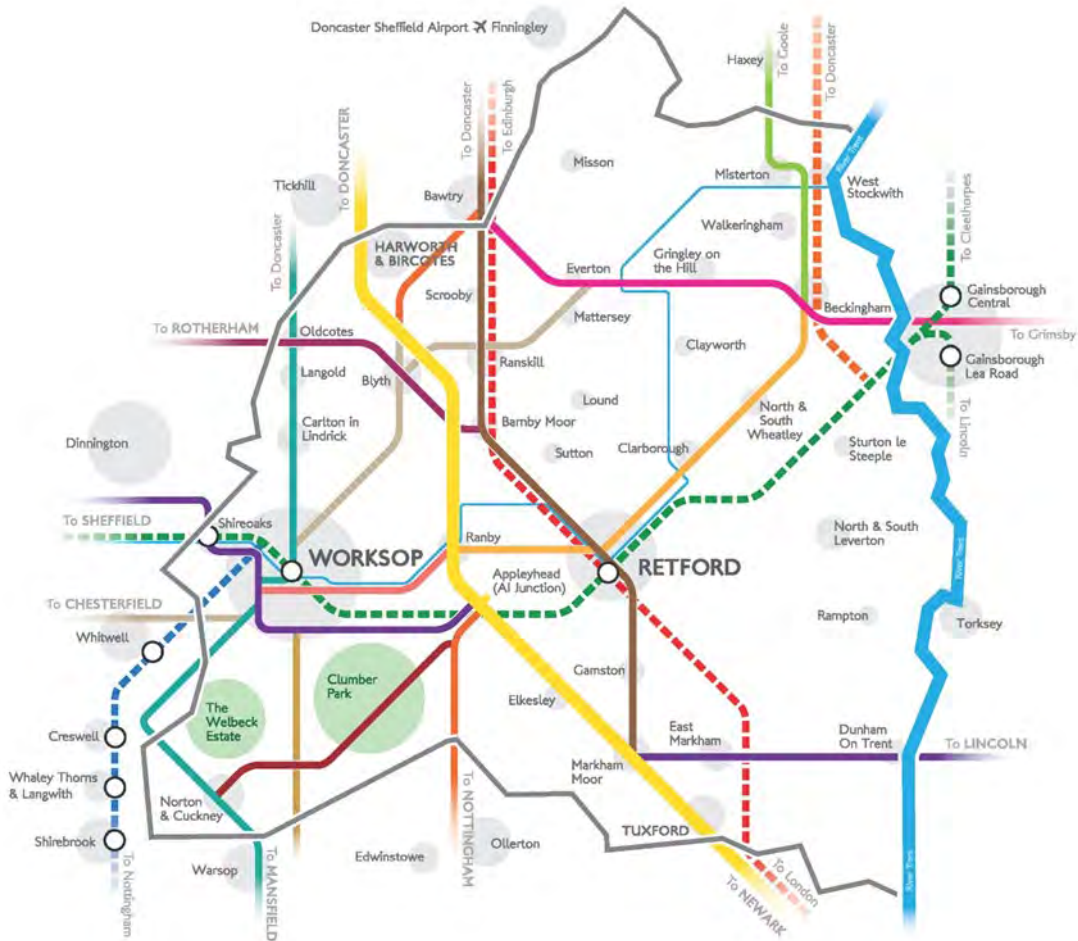 Doncaster Sheffield Airport ✈ Finningley
Haxey
To Goole
To Doncaster
To DONCASTER
To Doncaster
To Edinburgh
Misson
Misterton
River Trent
West
Stockwith
Tickhill
Bawtry
Walkeringham
To Cleethorpes
To Doncaster
HARWORTH
& BIRCOTES
Everton
Gringley on
the Hill
Scrooby
Gainsborough
Central
Beckingham
Mattersey
To ROTHERHAM
Oldcotes
To Grimsby
Clayworth
Gainsborough
Lea Road
Langold
Blyth
Ranskill
Lound
North &
South
Wheatley
To Lincoln
Carlton in
Lindrick
Barnby Moor
Dinnington
Sutton
Clarborough
Sturton le
Steeple
To SHEFFIELD
Shireoaks
North & South
Leverton
WORKSOP
Ranby
RETFORD
River Trent
Appleyhead
(A1 Junction)
To CHESTERFIELD
Rampton
Torksey
Whitwell
Gamston
Clumber
Park
Elkesley
The
Welbeck
Estate
Creswell
East
Markham
Dunham
On Trent
To LINCOLN
Markham
Moor
Whaley Thorns
& Langwith
Norton
& Cuckney
To NOTTINGHAM
TUXFORD
Shirebrook
Ollerton
Edwinstowe
Warsop
To Nottingham
To MANSFIELD
To London
To NEWARK
River Trent